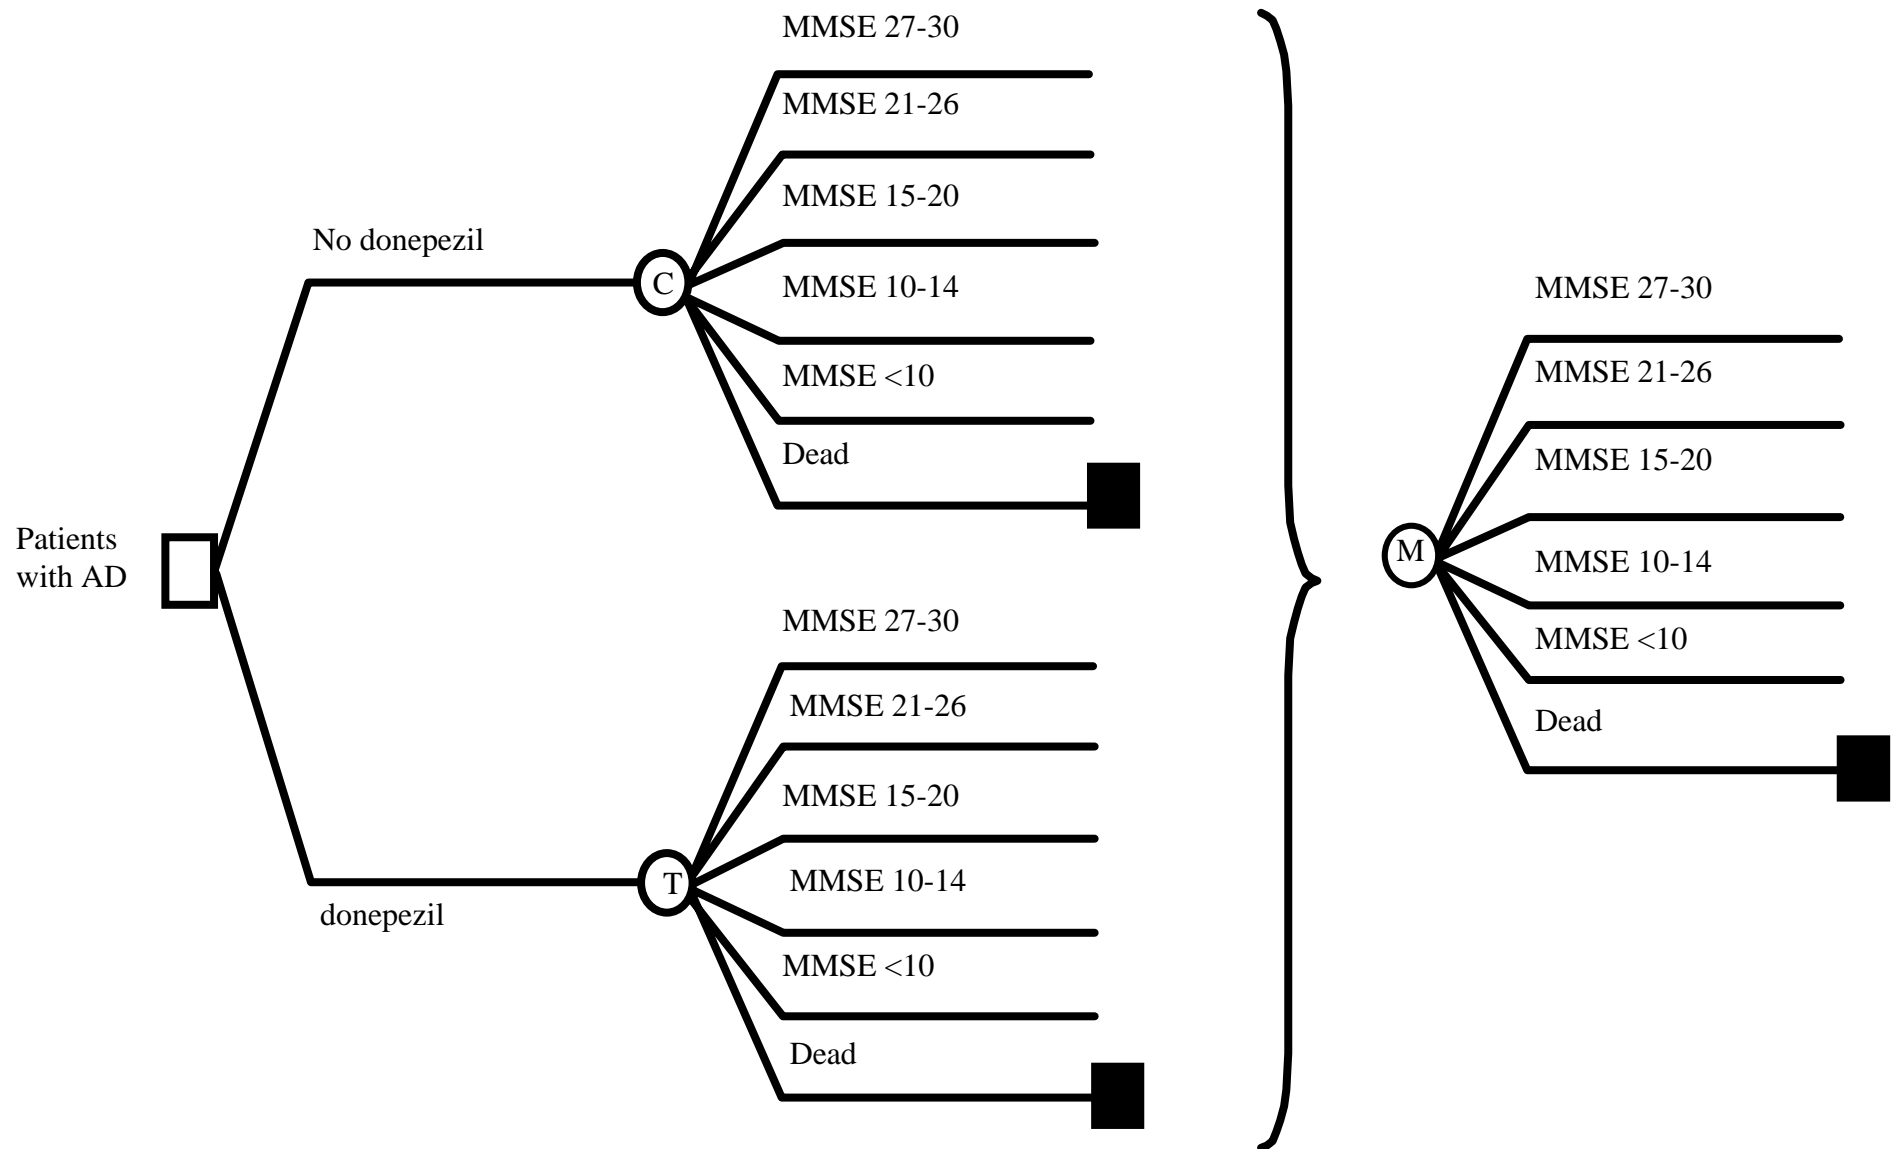 Patients
with AD
No donepezil
C
MMSE 27-30
MMSE 21-26
MMSE 15-20
MMSE 10-14
MMSE <10
Dead
donepezil
T
MMSE 27-30
MMSE 21-26
MMSE 15-20
MMSE 10-14
MMSE <10
Dead
M
MMSE 27-30
MMSE 21-26
MMSE 15-20
MMSE 10-14
MMSE <10
Dead